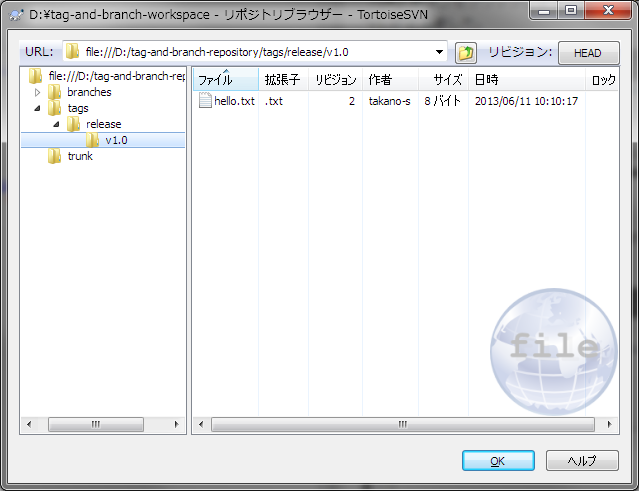 D:¥tag-and-branch-workspace - リポジトリブラウザー - TortoiseSVN
URL: file:///D:/tag-and-branch-repository/tags/release/v1.0 リビジョン: HEAD
file:///D:/tag-and-branch-rep
branches
tags
release
v1.0
trunk
ファイル 拡張子 リビジョン 作者 サイズ 日時 ロック
hello.txt .txt 2 takano-s 8 バイト 2013/06/11 10:10:17
file
OK ヘルプ